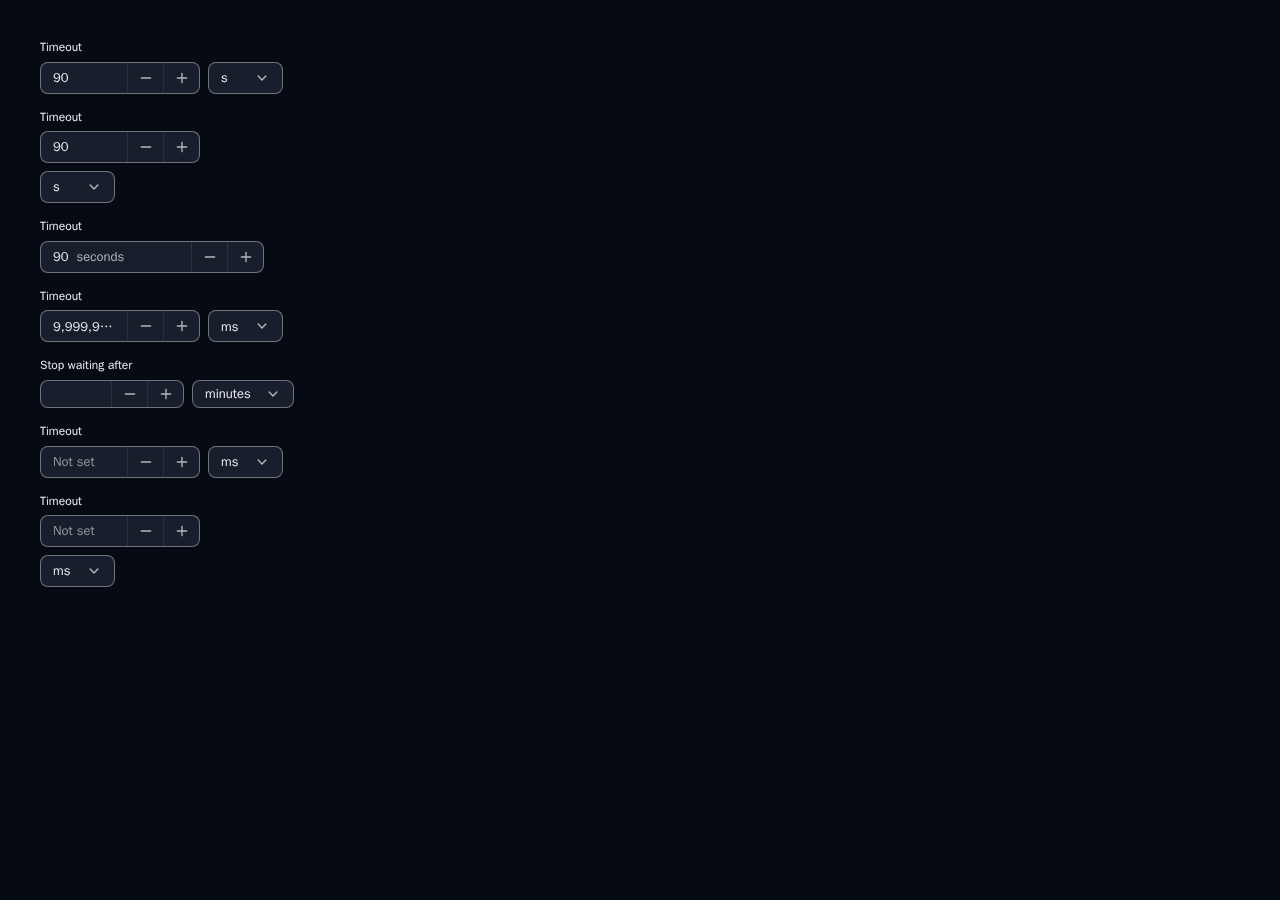 Timeout
90 s
Timeout
90
s
Timeout
90 seconds
Timeout
9,999,9··· ms
Stop waiting after
minutes
Timeout
Not set ms
Timeout
Not set
ms